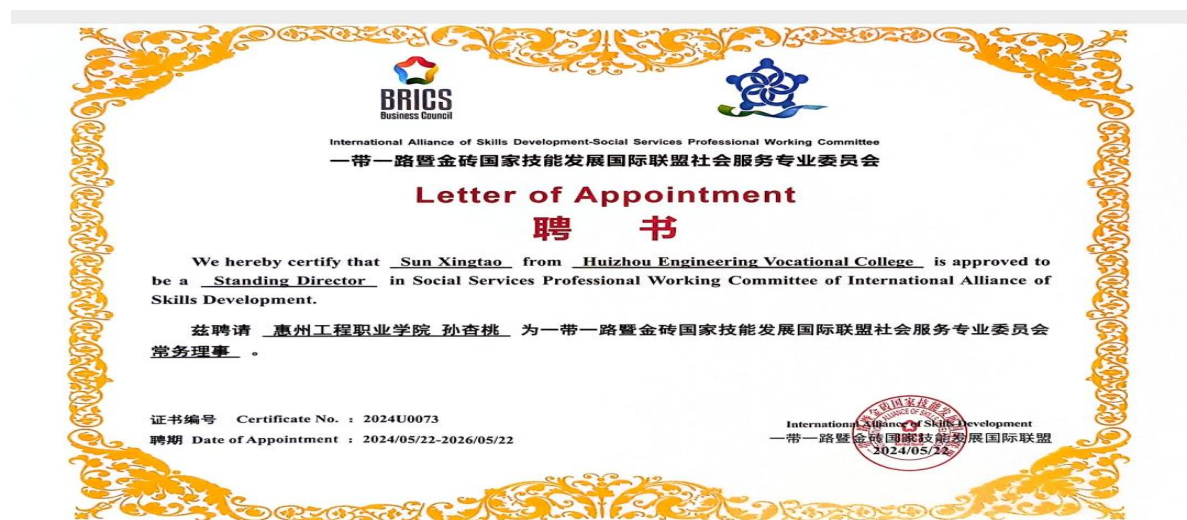 BRICS
Business Council
International Alliance of Skills Development-Social Services Professional Working Committee
一带一路暨金砖国家技能发展国际联盟社会服务专业委员会
Letter of Appointment
聘 书
We hereby certify that Sun Xingtao from Huizhou Engineering Vocational College is approved to
be a Standing Director in Social Services Professional Working Committee of International Alliance of
Skills Development.
兹聘请 惠州工程职业学院 孙杏桃 为一带一路暨金砖国家技能发展国际联盟社会服务专业委员会
常务理事 。
证书编号 Certificate No. : 2024U0073
聘期 Date of Appointment : 2024/05/22-2026/05/22
International Alliance of Skills Development
一带一路暨金砖国家技能发展国际联盟
2024/05/22